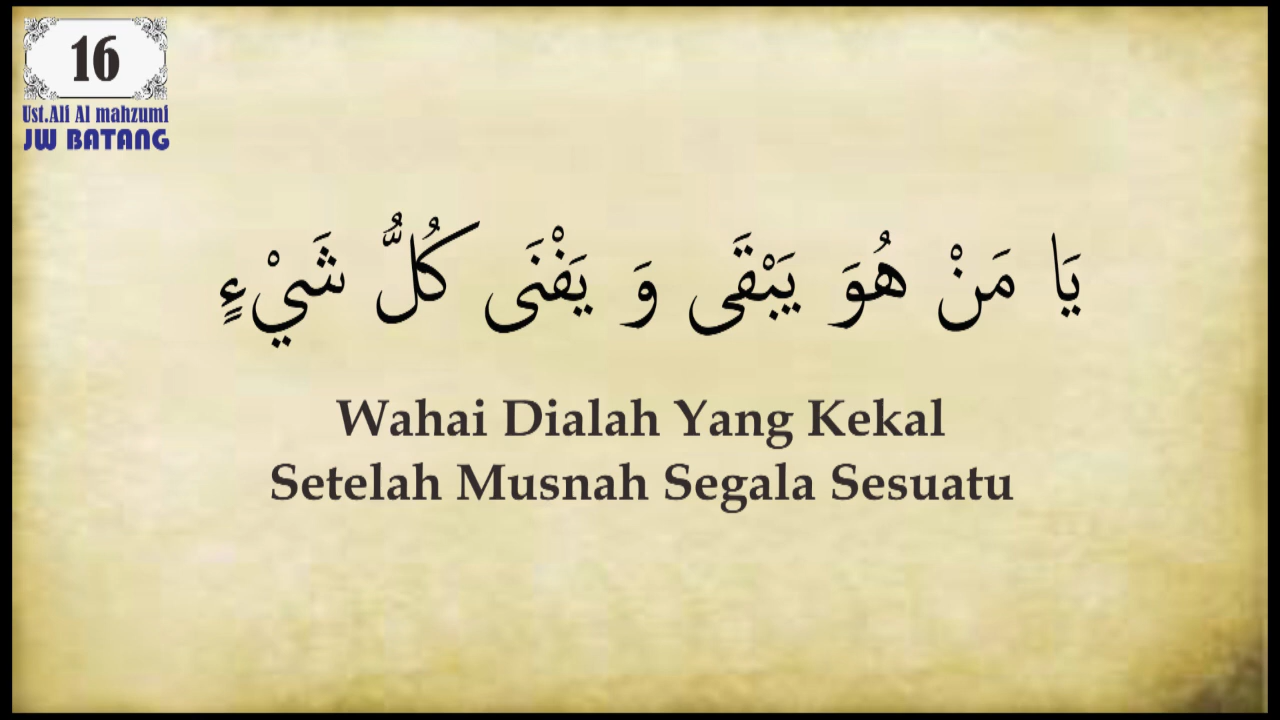 16
Ust.Ali Al mahzumi
JW BATANG
يَا مَنْ هُوَ يَبْقَى وَ يَفْنَى كُلُّ شَيْءٍ
Wahai Dialah Yang Kekal
Setelah Musnah Segala Sesuatu